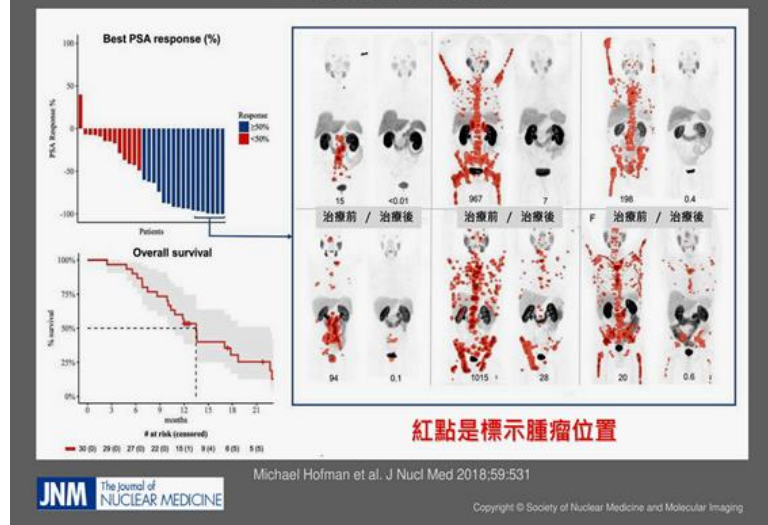 Best PSA response (%)
PSA Response %
100
50
0
-50
-100
Response
≥50%
<50%
Patients
15
<0.01
967
7
198
0.4
治療前 / 治療後
治療前 / 治療後
F 治療前 / 治療後
94
0.1
1015
28
20
0.6
Overall survival
% survival
100%
75%
50%
25%
0%
0 3 6 9 12 15 18 21
months
# at risk (censored)
30 (0) 29 (0) 27 (0) 22 (0) 15 (1) 9 (4) 6 (5) 5 (5)
紅點是標示腫瘤位置
Michael Hofman et al. J Nucl Med 2018;59:531
JNM The Journal of
NUCLEAR MEDICINE
Copyright © Society of Nuclear Medicine and Molecular Imaging